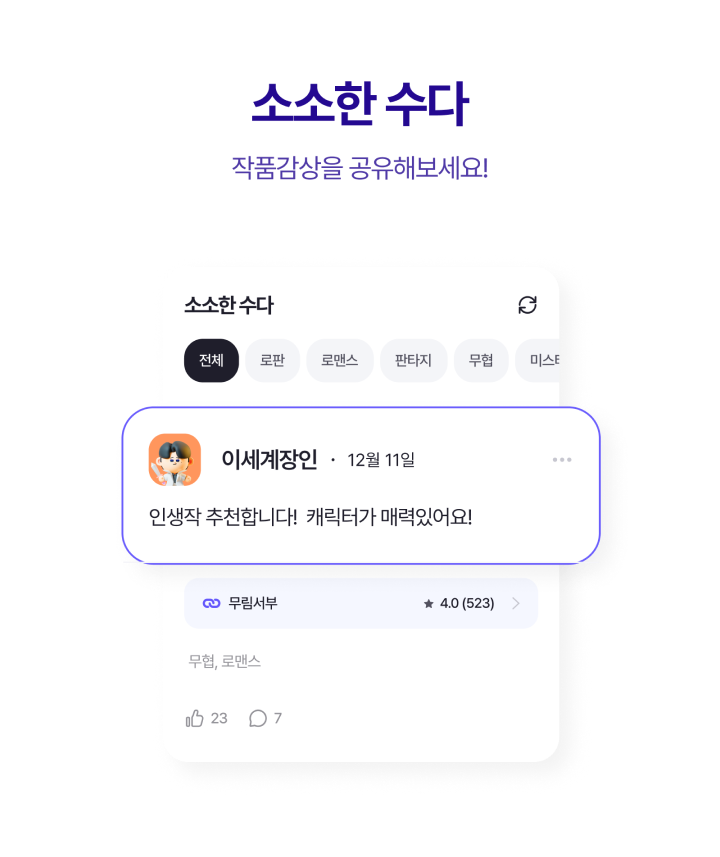 소소한 수다
작품감상을 공유해보세요!
소소한 수다
전체 로판 로맨스 판타지 무협 미스터
이세계장인 · 12월 11일
인생작 추천합니다! 캐릭터가 매력있어요!
무림서부 ★ 4.0 (523)
무협, 로맨스
23 7